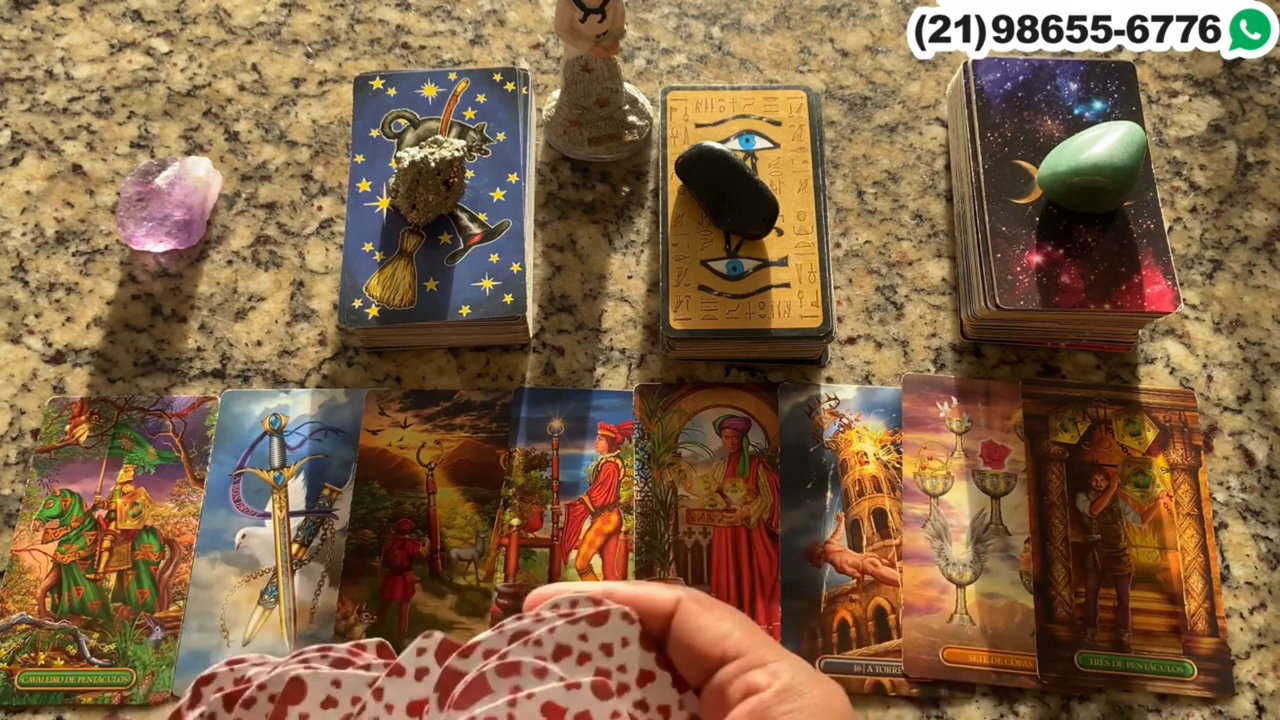 (21)98655-6776
CAVALEIRO DE PENTÁCULOS
16 | A TORRE
SETE DE COPAS
TRÊS DE PENTÁCULOS